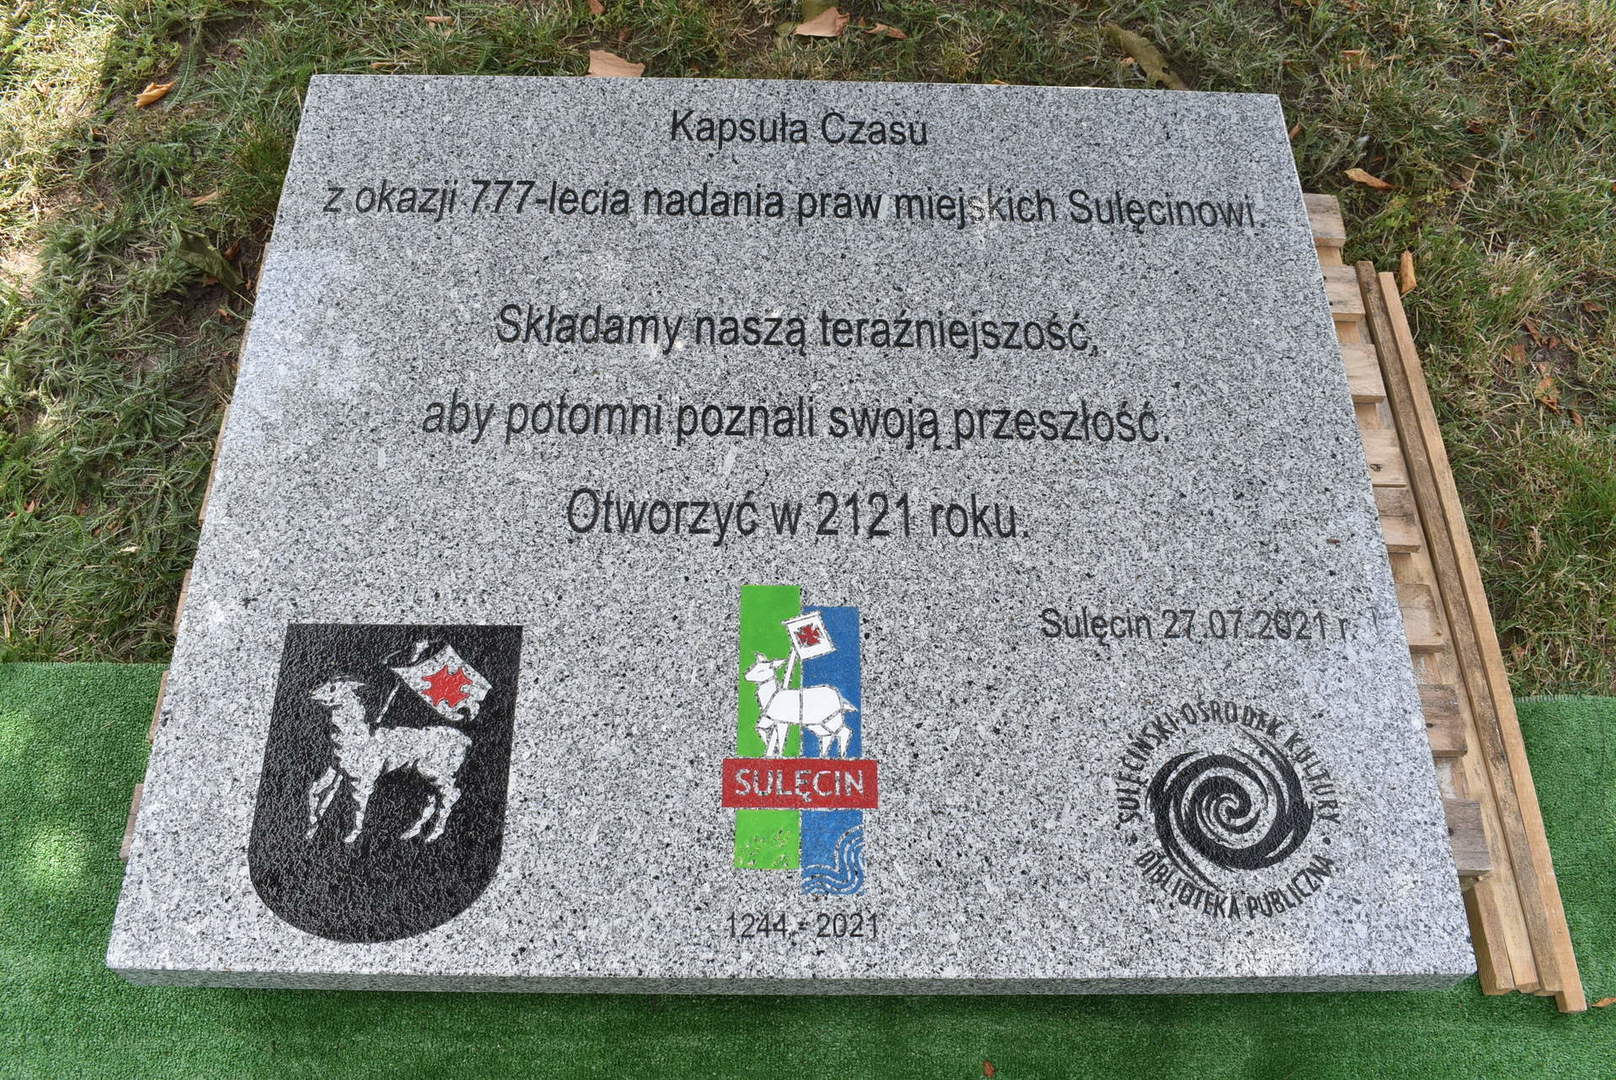 Kapsuła Czasu
z okazji 777-lecia nadania praw miejskich Sulęcinowi.
Składamy naszą teraźniejszość,
aby potomni poznali swoją przeszłość.
Otworzyć w 2121 roku.
Sulęcin 27.07.2021 r.
SULĘCIN
1244 - 2021
SULĘCIŃSKI OŚRODEK KULTURY
BIBLIOTEKA PUBLICZNA